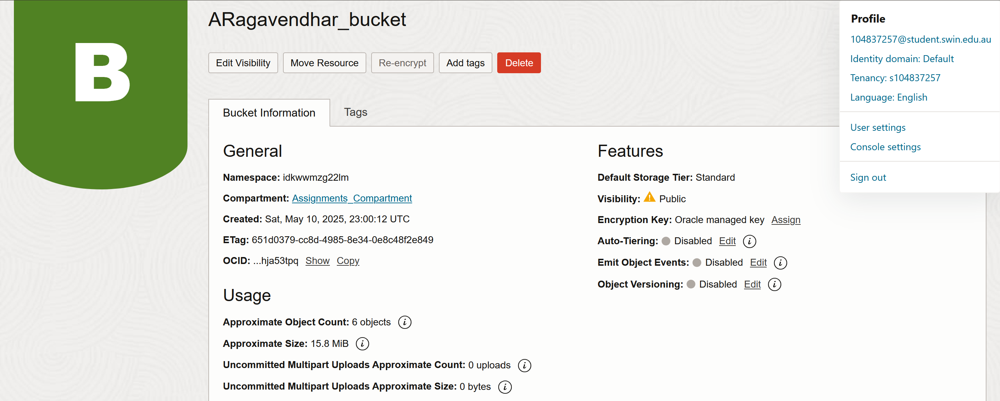 B
ARagavendhar_bucket
Edit Visibility
Move Resource
Re-encrypt
Add tags
Delete
Bucket Information
Tags
General
Namespace: idkwwmzg22lm
Compartment: Assignments_Compartment
Created: Sat, May 10, 2025, 23:00:12 UTC
ETag: 651d0379-cc8d-4985-8e34-0e8c48f2e849
OCID: ...hja53tpq Show Copy
Usage
Approximate Object Count: 6 objects
Approximate Size: 15.8 MiB
Uncommitted Multipart Uploads Approximate Count: 0 uploads
Uncommitted Multipart Uploads Approximate Size: 0 bytes
Features
Default Storage Tier: Standard
Visibility: Public
Encryption Key: Oracle managed key Assign
Auto-Tiering: Disabled Edit
Emit Object Events: Disabled Edit
Object Versioning: Disabled Edit
Profile
104837257@student.swin.edu.au
Identity domain: Default
Tenancy: s104837257
Language: English
User settings
Console settings
Sign out